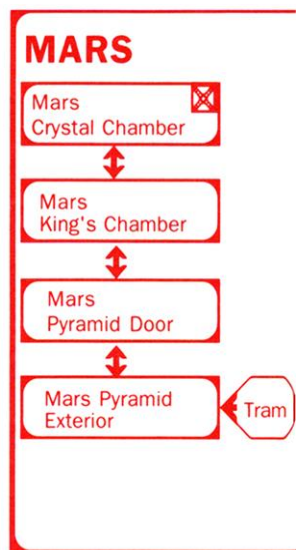 MARS
Mars
Crystal Chamber
Mars
King's Chamber
Mars
Pyramid Door
Mars Pyramid
Exterior
Tram